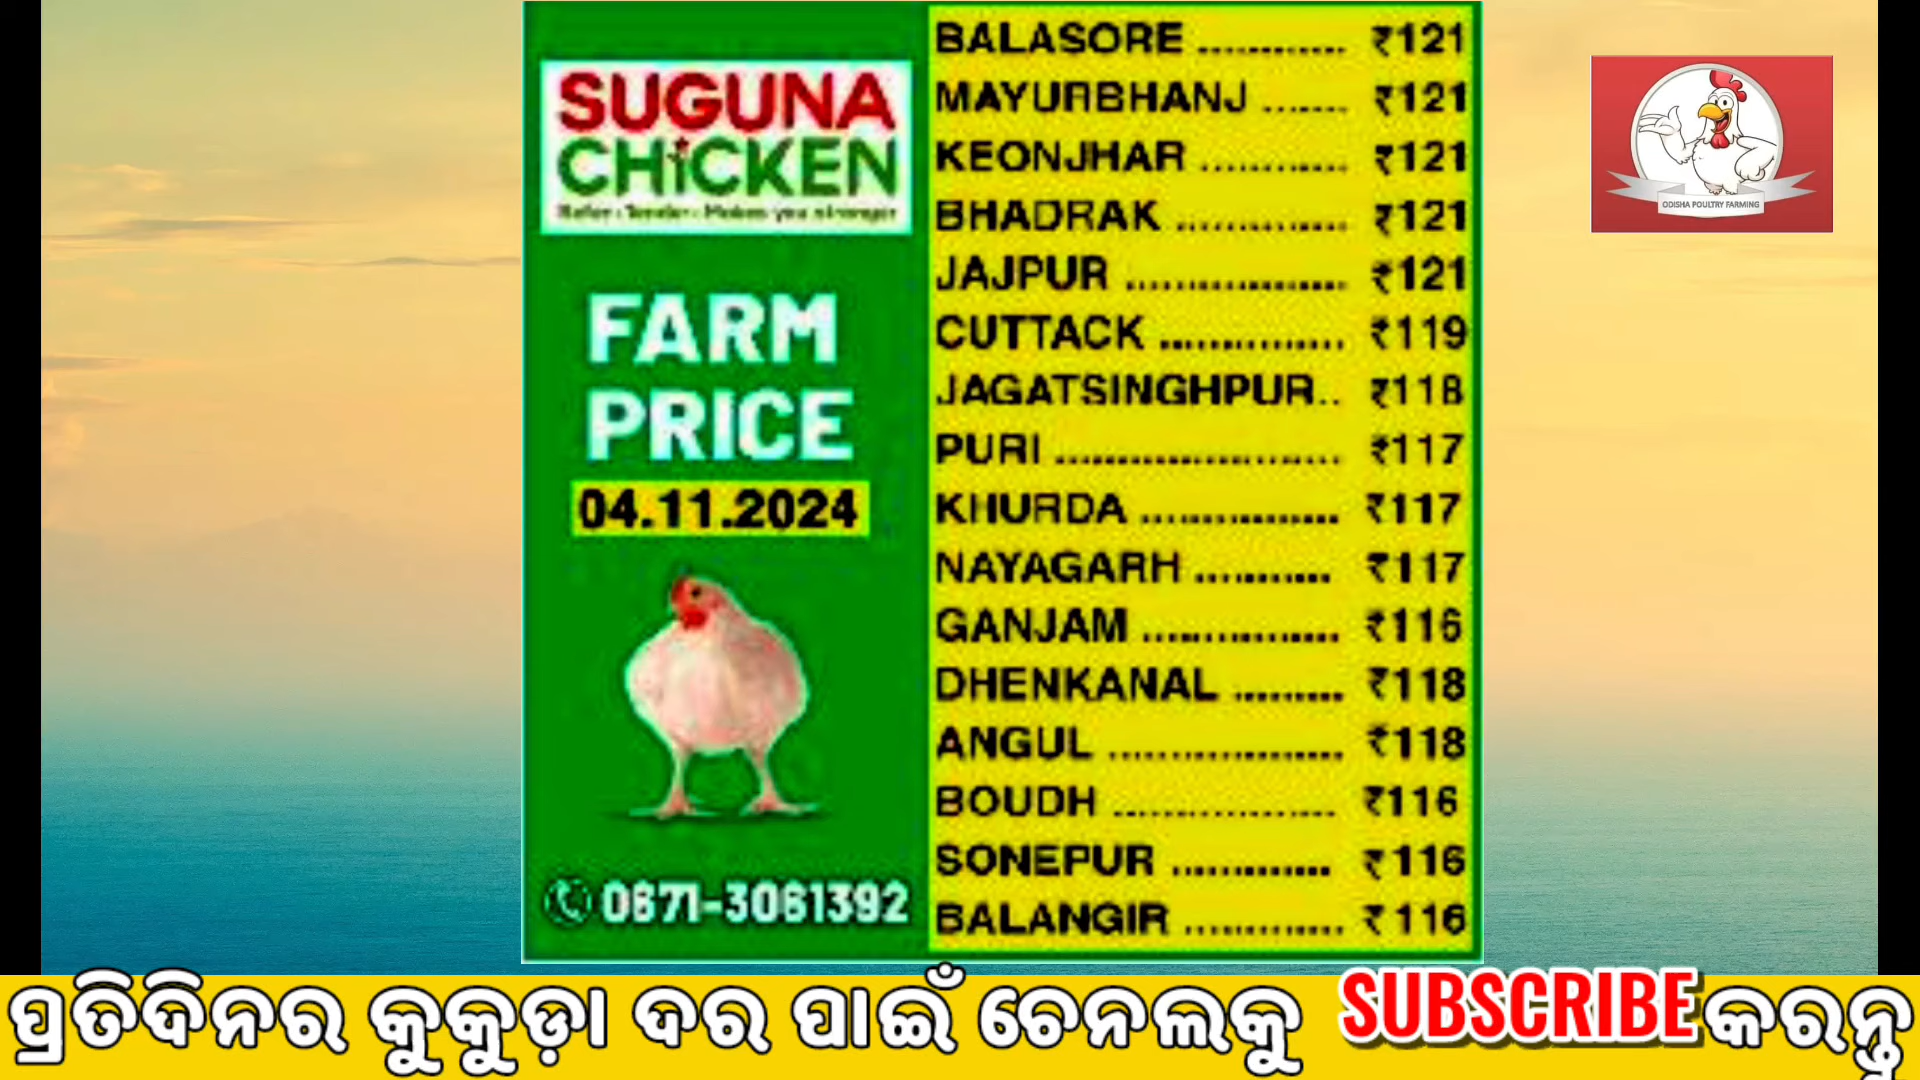 SUGUNA
CHICKEN
FARM
PRICE
04.11.2024
0671-3061392
BALASORE ............. ₹121
MAYURBHANJ ....... ₹121
KEONJHAR ............ ₹121
BHADRAK .............. ₹121
JAJPUR ................... ₹121
CUTTACK ................ ₹119
JAGATSINGHPUR.. ₹118
PURI ........................ ₹117
KHURDA ................. ₹117
NAYAGARH ............ ₹117
GANJAM ................. ₹116
DHENKANAL ......... ₹118
ANGUL .................... ₹118
BOUDH ................... ₹116
SONEPUR .............. ₹116
BALANGIR .............. ₹116
ODISHA POULTRY FARMING
ପ୍ରତିଦିନର କୁକୁଡ଼ା ଦର ପାଇଁ ଚେନଲକୁ SUBSCRIBE କରନ୍ତୁ